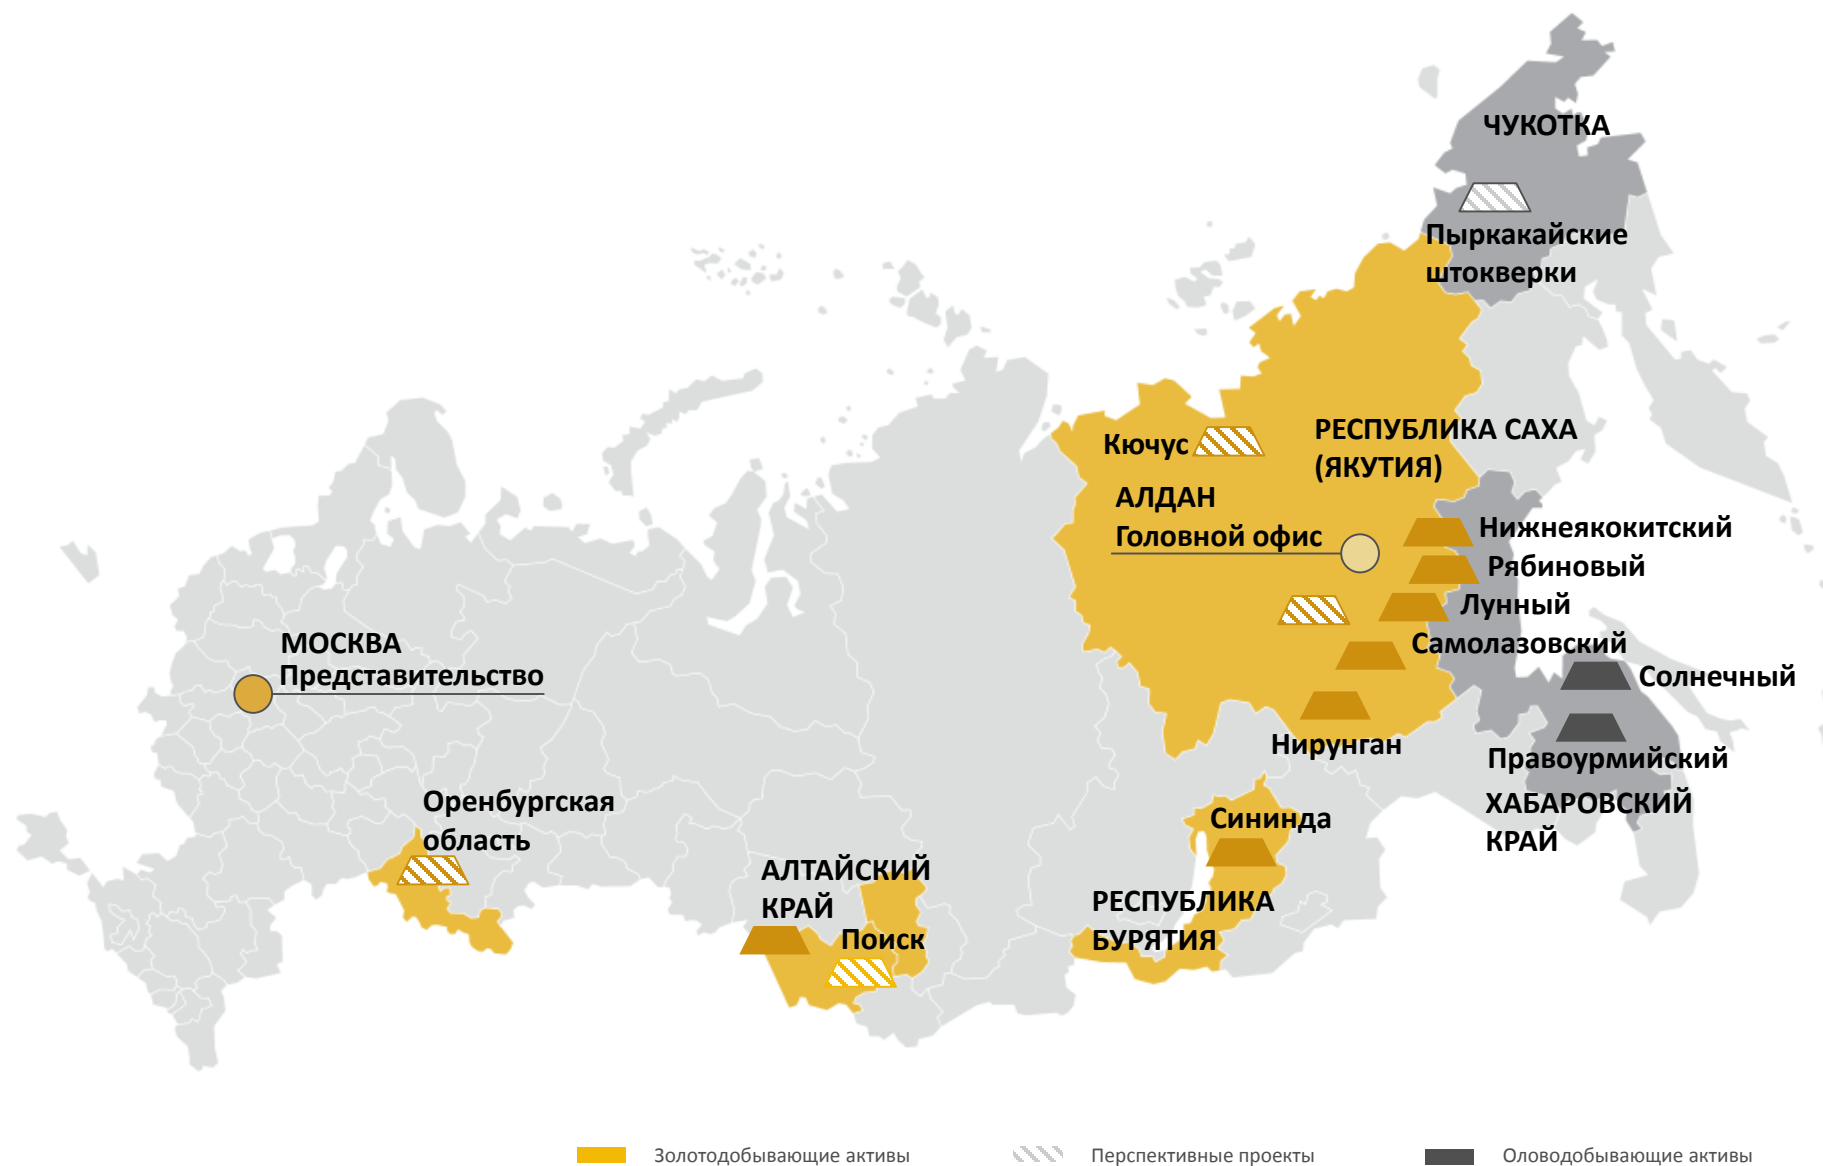 ЧУКОТКА
Пыркакайские
штокверки
РЕСПУБЛИКА САХА
(ЯКУТИЯ)
Кючус
АЛДАН
Головной офис
Нижнеякокитский
Рябиновый
Лунный
Самолазовский
Солнечный
Нирунган
Правоурмийский
ХАБАРОВСКИЙ
КРАЙ
МОСКВА
Представительство
Оренбургская
область
АЛТАЙСКИЙ
КРАЙ
Поиск
Сининда
РЕСПУБЛИКА
БУРЯТИЯ
Золотодобывающие активы
Перспективные проекты
Оловодобывающие активы